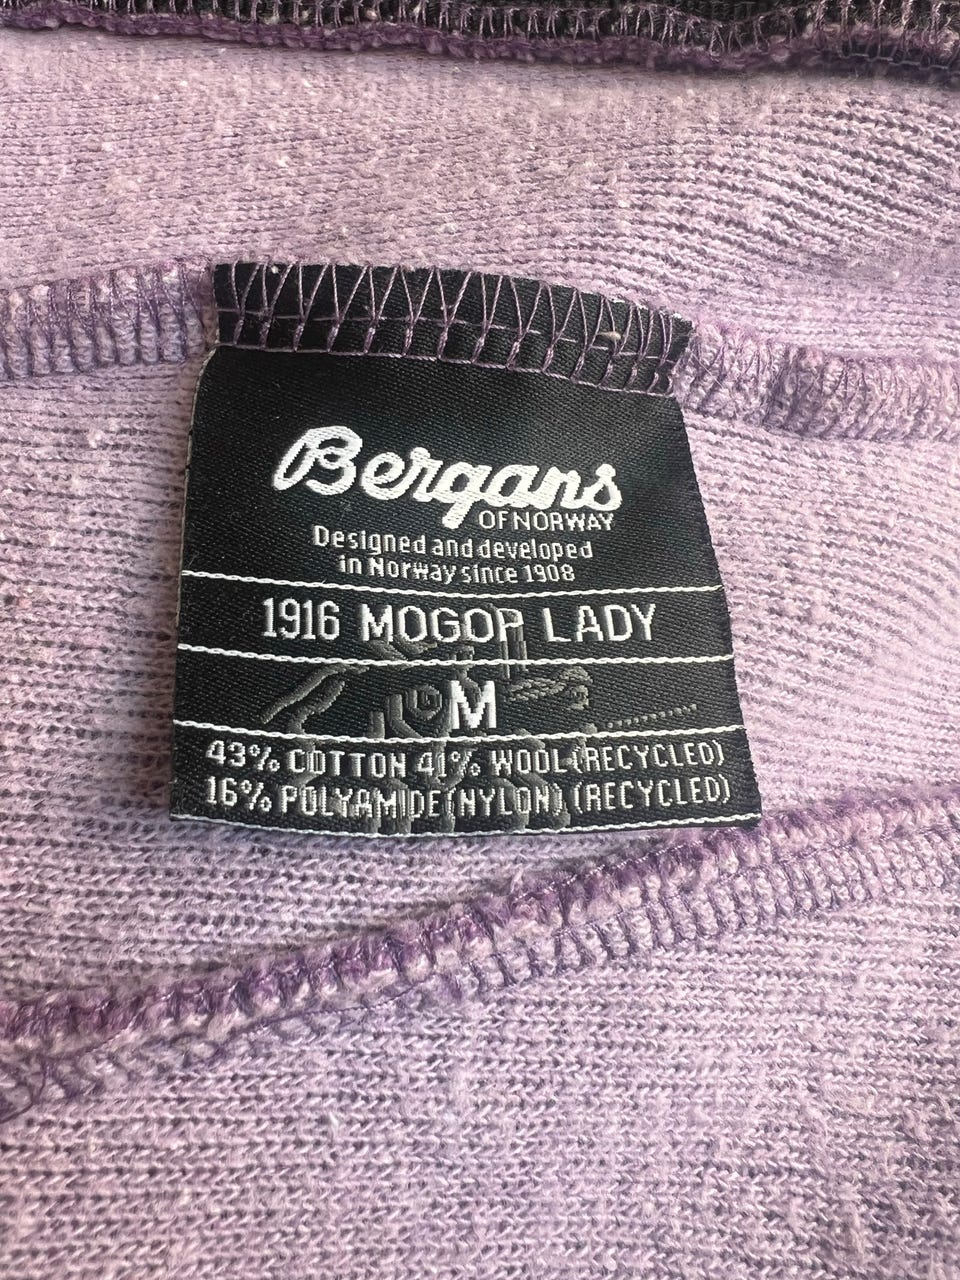 Bergans
OF NORWAY
Designed and developed
in Norway since 1908
1916 MOGOP LADY
M
43% COTTON 41% WOOL(RECYCLED)
16% POLYAMIDE(NYLON) (RECYCLED)